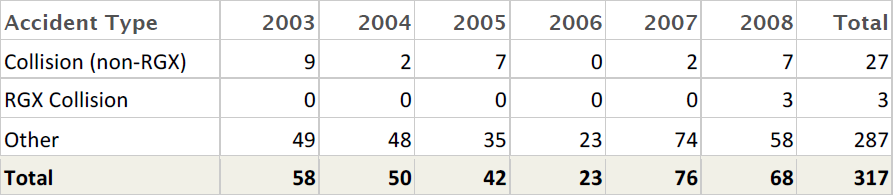 Accident Type 2003 2004 2005 2006 2007 2008 Total
Collision (non-RGX) 9 2 7 0 2 7 27
RGX Collision 0 0 0 0 0 3 3
Other 49 48 35 23 74 58 287
Total 58 50 42 23 76 68 317